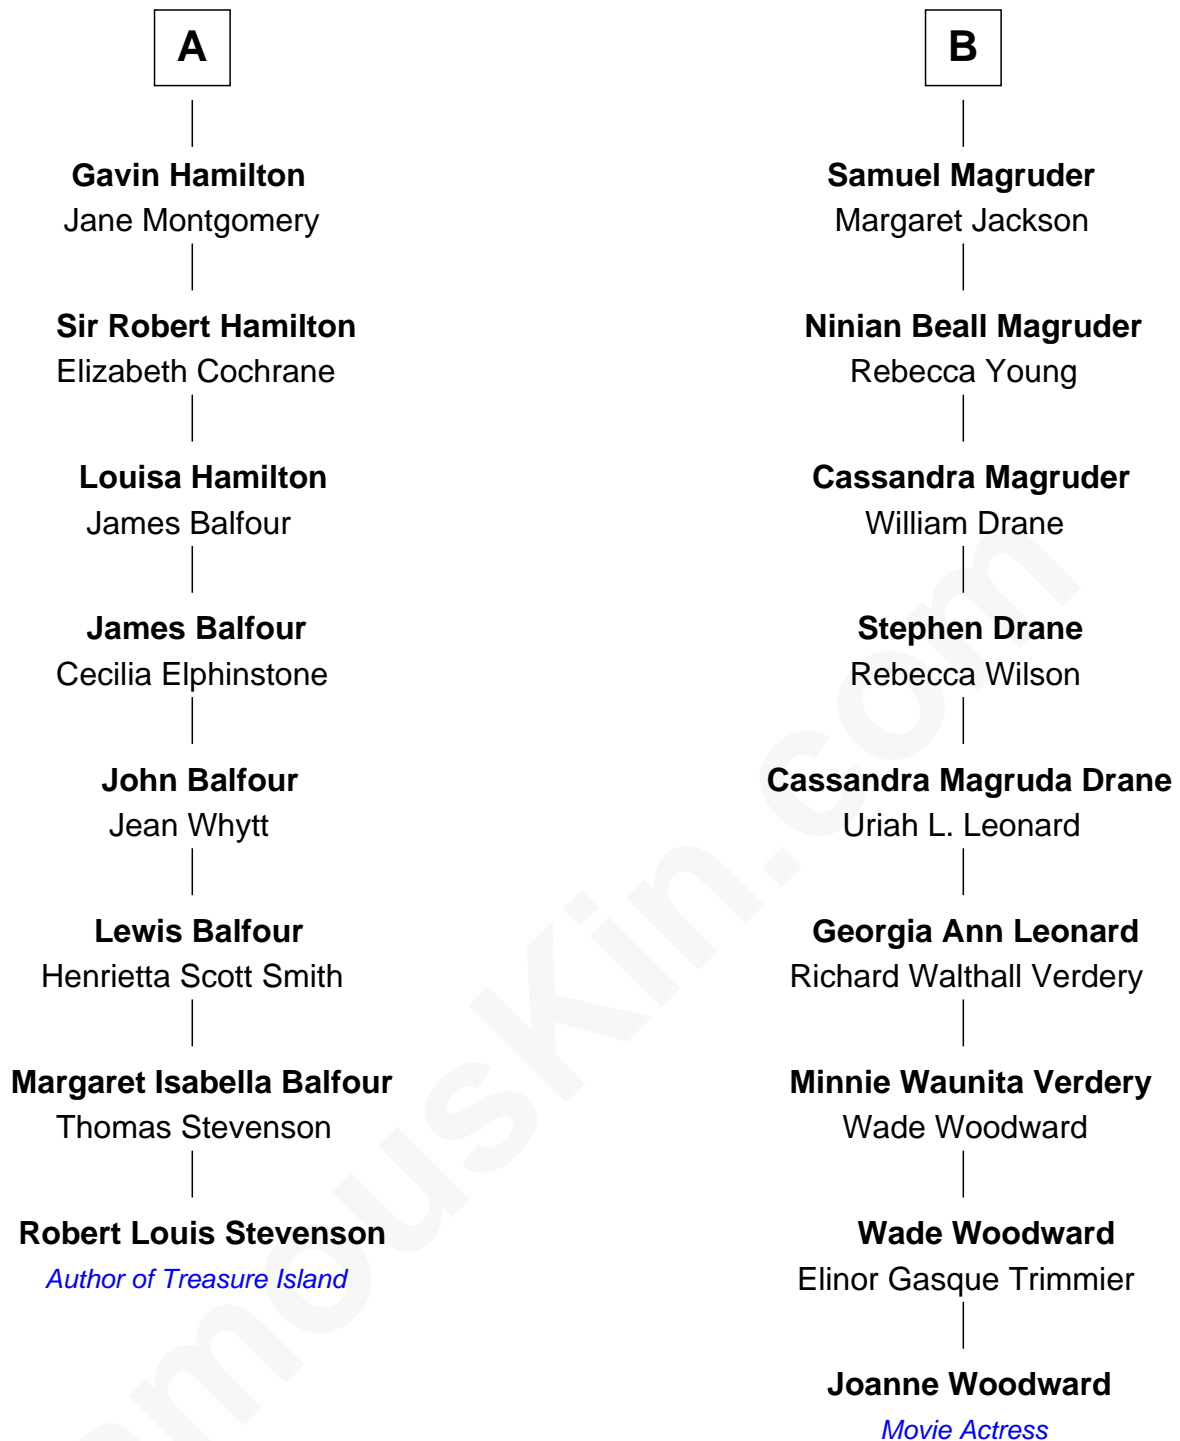 A
Gavin Hamilton
Jane Montgomery
Sir Robert Hamilton
Elizabeth Cochrane
Louisa Hamilton
James Balfour
James Balfour
Cecilia Elphinstone
John Balfour
Jean Whytt
Lewis Balfour
Henrietta Scott Smith
Margaret Isabella Balfour
Thomas Stevenson
Robert Louis Stevenson
Author of Treasure Island
B
Samuel Magruder
Margaret Jackson
Ninian Beall Magruder
Rebecca Young
Cassandra Magruder
William Drane
Stephen Drane
Rebecca Wilson
Cassandra Magruda Drane
Uriah L. Leonard
Georgia Ann Leonard
Richard Walthall Verdery
Minnie Waunita Verdery
Wade Woodward
Wade Woodward
Elinor Gasque Trimmier
Joanne Woodward
Movie Actress
amousKin.com